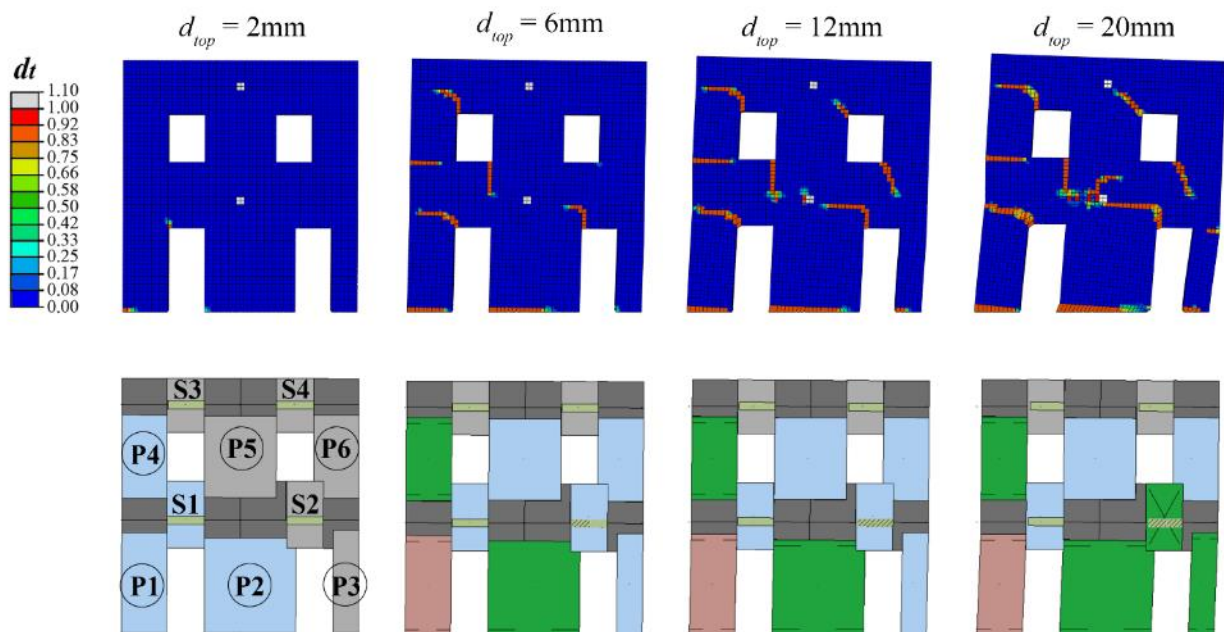 d_top = 2mm
d_top = 6mm
d_top = 12mm
d_top = 20mm
dt
1.10
1.00
0.92
0.83
0.75
0.66
0.58
0.50
0.42
0.33
0.25
0.17
0.08
0.00
S3 S4
P4 P5 P6
S1 S2
P1 P2 P3